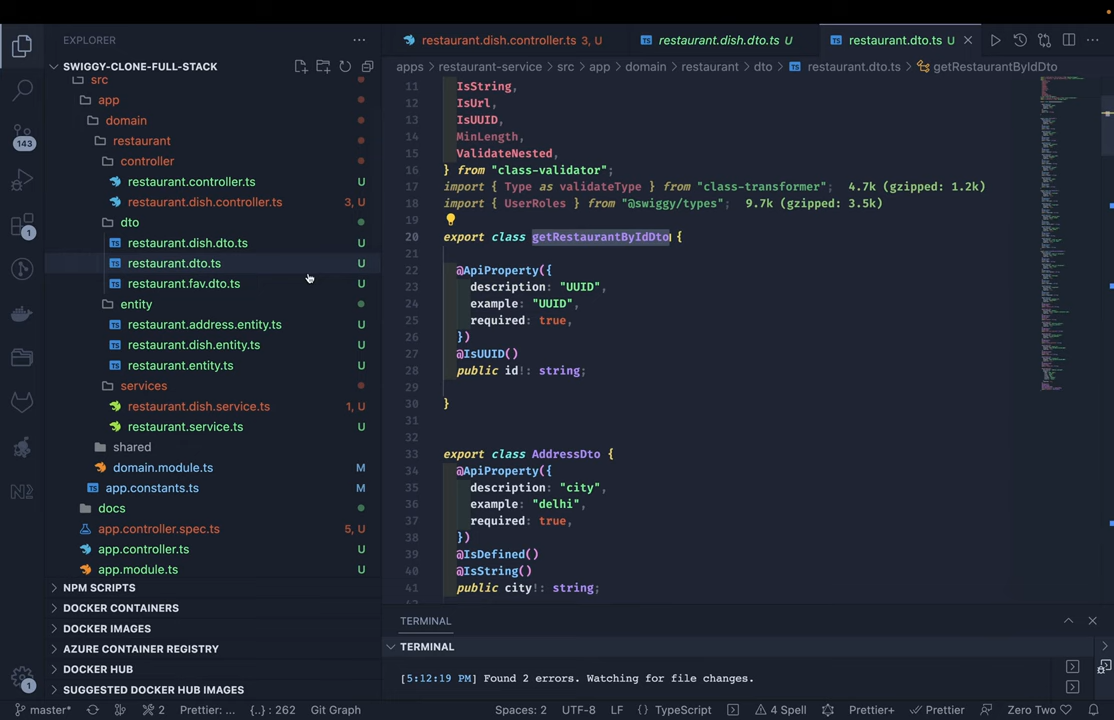 EXPLORER
SWIGGY-CLONE-FULL-STACK
src
app
domain
restaurant
controller
restaurant.controller.ts U
restaurant.dish.controller.ts 3, U
dto
restaurant.dish.dto.ts U
restaurant.dto.ts U
restaurant.fav.dto.ts U
entity
restaurant.address.entity.ts U
restaurant.dish.entity.ts U
restaurant.entity.ts U
services
restaurant.dish.service.ts 1, U
restaurant.service.ts U
shared
domain.module.ts M
app.constants.ts M
docs
app.controller.spec.ts 5, U
app.controller.ts U
app.module.ts U
NPM SCRIPTS
DOCKER CONTAINERS
DOCKER IMAGES
AZURE CONTAINER REGISTRY
DOCKER HUB
SUGGESTED DOCKER HUB IMAGES
143
1
1
restaurant.dish.controller.ts 3, U
restaurant.dish.dto.ts U
restaurant.dto.ts U
apps > restaurant-service > src > app > domain > restaurant > dto > restaurant.dto.ts > getRestaurantByIdDto
11 IsString,
12 IsUrl,
13 IsUUID,
14 MinLength,
15 ValidateNested,
16 } from "class-validator";
17 import { Type as validateType } from "class-transformer"; 4.7k (gzipped: 1.2k)
18 import { UserRoles } from "@swiggy/types"; 9.7k (gzipped: 3.5k)
19
20 export class getRestaurantByIdDto {
21
22 @ApiProperty({
23 description: "UUID",
24 example: "UUID",
25 required: true,
26 })
27 @IsUUID()
28 public id!: string;
29
30 }
31
32
33 export class AddressDto {
34 @ApiProperty({
35 description: "city",
36 example: "delhi",
37 required: true,
38 })
39 @IsDefined()
40 @IsString()
41 public city!: string;
TERMINAL
TERMINAL
[5:12:19 PM] Found 2 errors. Watching for file changes.
master* 2 Prettier: ... {..} : 262 Git Graph Spaces: 2 UTF-8 LF {} TypeScript 4 Spell Prettier+ Prettier Zero Two